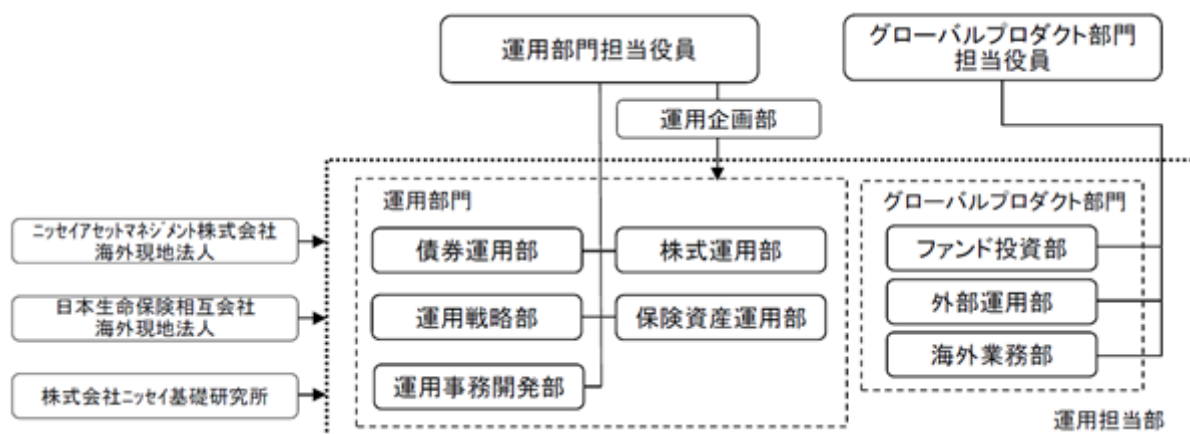 運用部門担当役員
グローバルプロダクト部門
担当役員
運用企画部
運用部門
グローバルプロダクト部門
ニッセイアセットマネジメント株式会社
海外現地法人
債券運用部
株式運用部
ファンド投資部
日本生命保険相互会社
海外現地法人
運用戦略部
保険資産運用部
外部運用部
海外業務部
株式会社ニッセイ基礎研究所
運用事務開発部
運用担当部